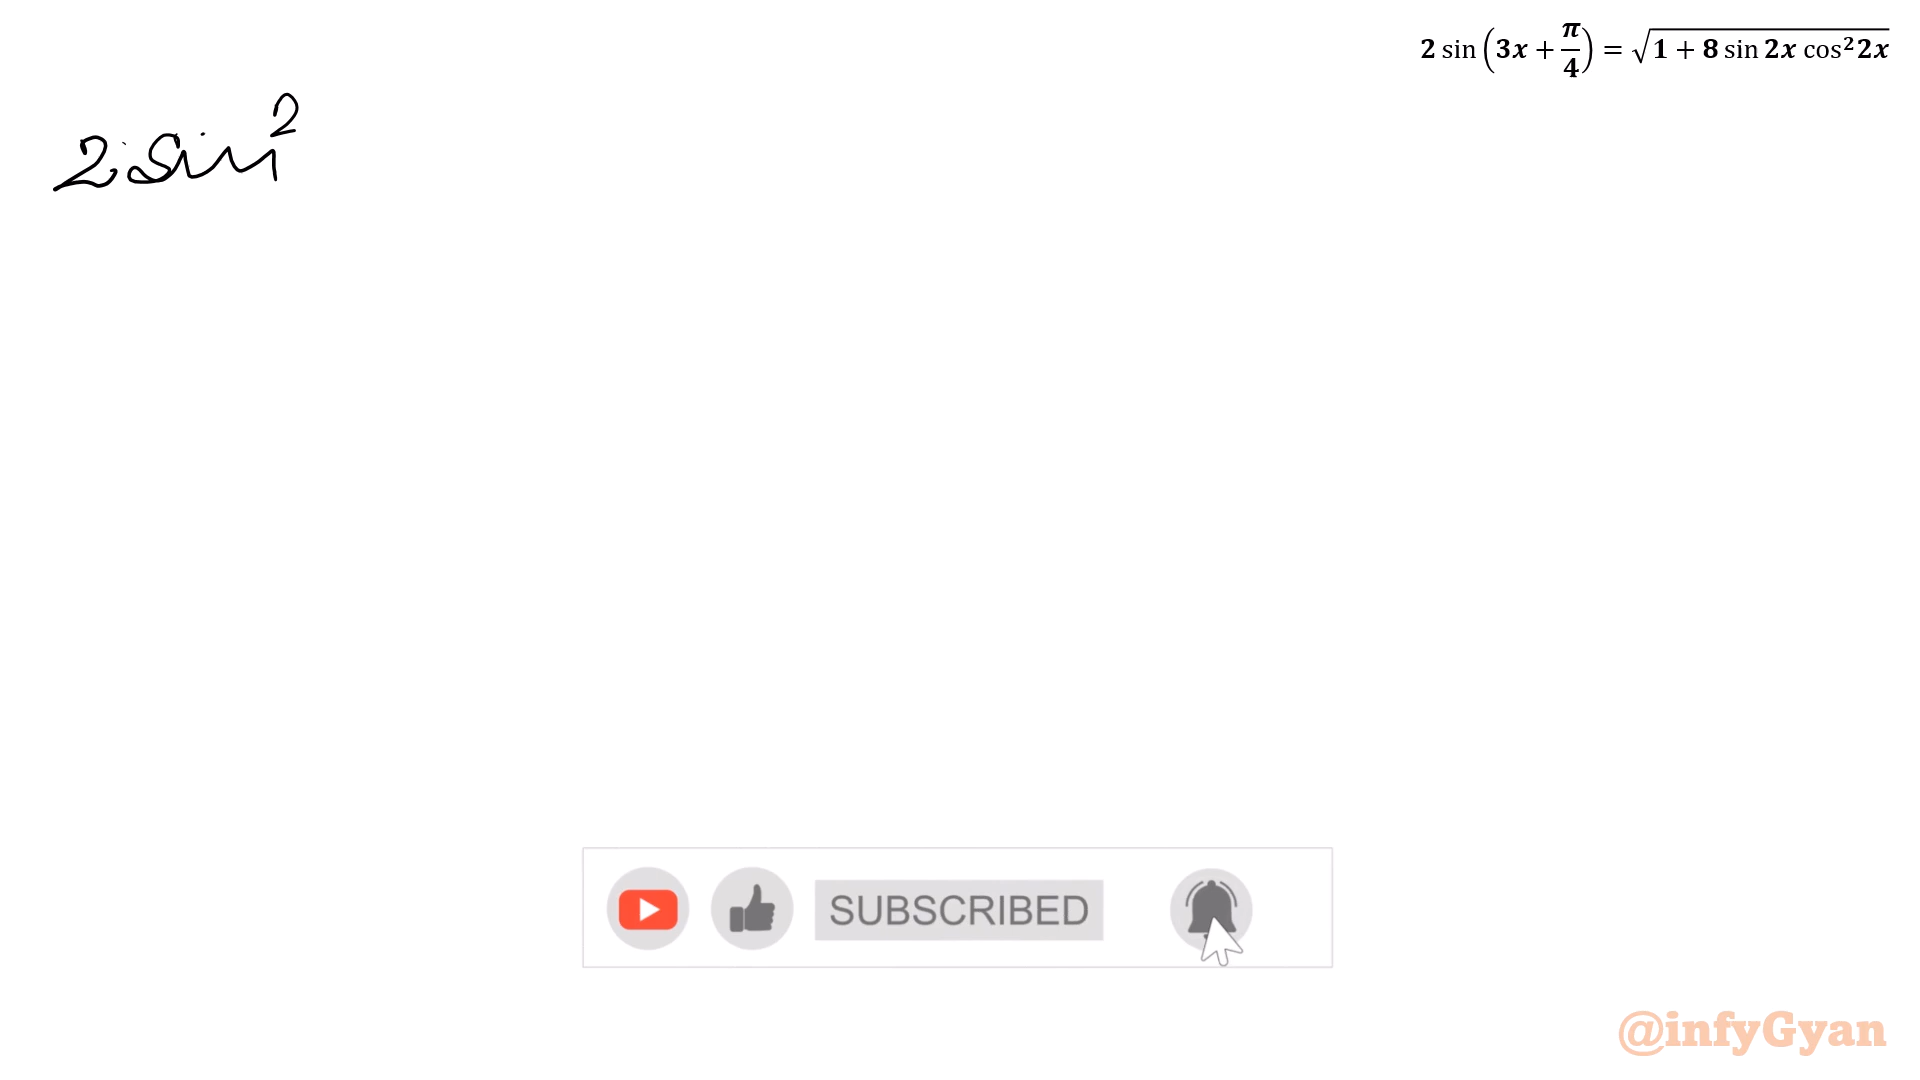 2 sin (3x + π/4) = √(1 + 8 sin 2x cos² 2x)
2 sin²
SUBSCRIBED
@infyGyan